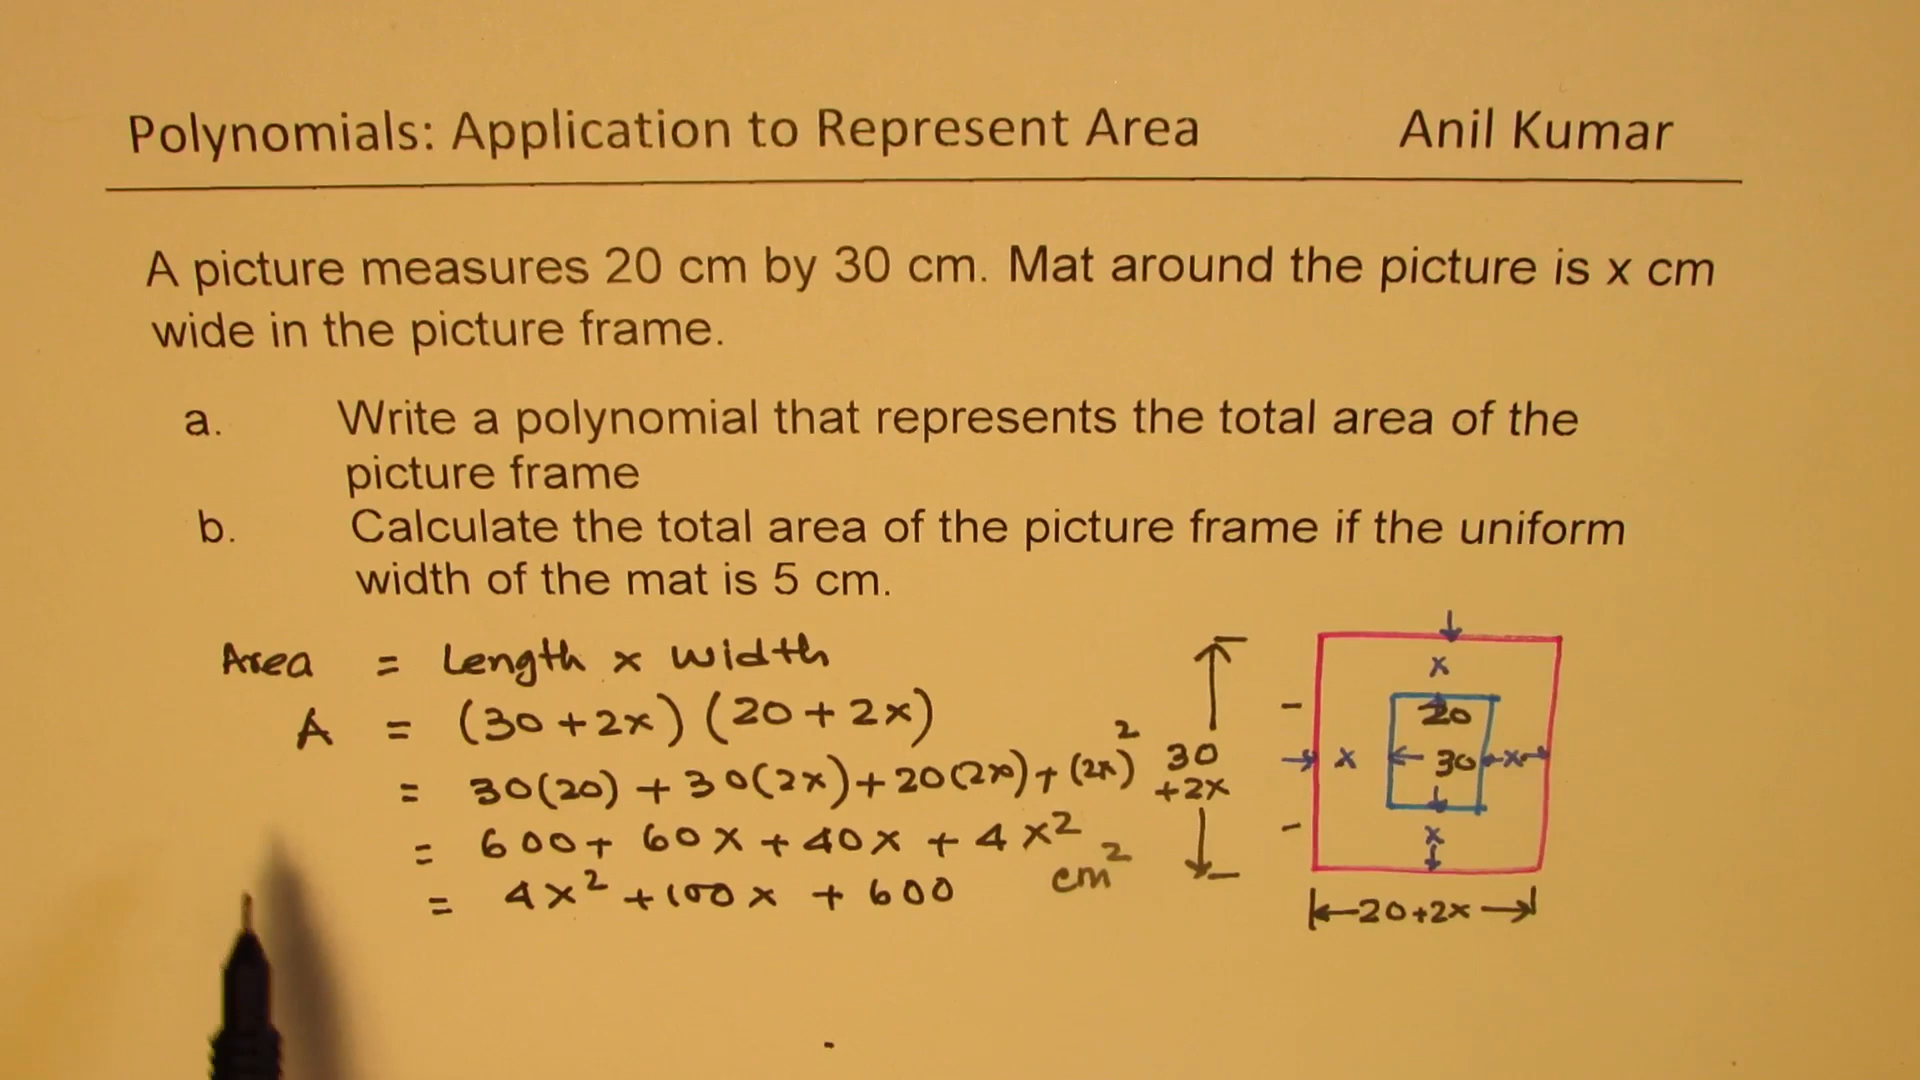 Polynomials: Application to Represent Area Anil Kumar
A picture measures 20 cm by 30 cm. Mat around the picture is x cm
wide in the picture frame.
a. Write a polynomial that represents the total area of the
picture frame
b. Calculate the total area of the picture frame if the uniform
width of the mat is 5 cm.
Area = Length x Width
A = (30 + 2x) (20 + 2x)
= 30(20) + 30(2x) + 20(2x) + (2x)²
= 600 + 60x + 40x + 4x²
= 4x² + 100x + 600 cm²
30
+2x
x
20
x ← 30 x
x
20+2x